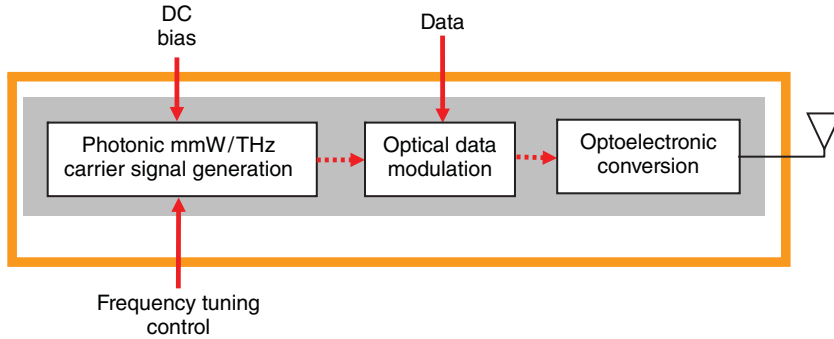 DC
bias
Data
Photonic mmW/THz
carrier signal generation
Optical data
modulation
Optoelectronic
conversion
Frequency tuning
control